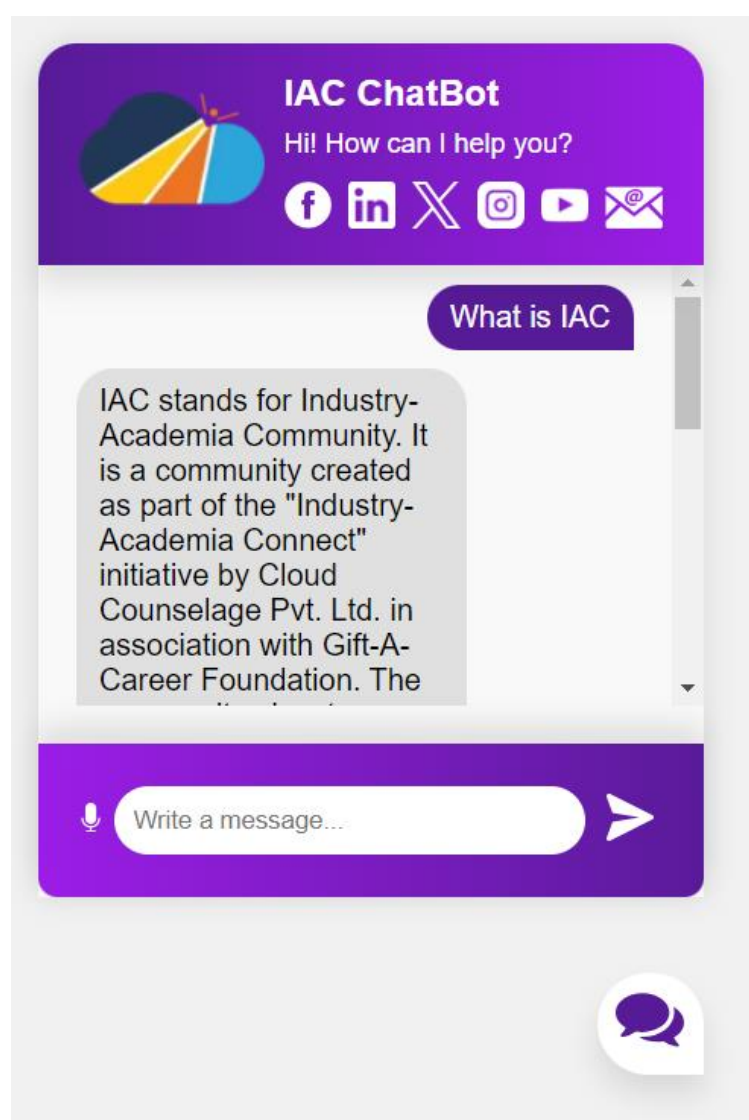 IAC ChatBot
Hi! How can I help you?
What is IAC
IAC stands for Industry-
Academia Community. It
is a community created
as part of the "Industry-
Academia Connect"
initiative by Cloud
Counselage Pvt. Ltd. in
association with Gift-A-
Career Foundation. The
Write a message...